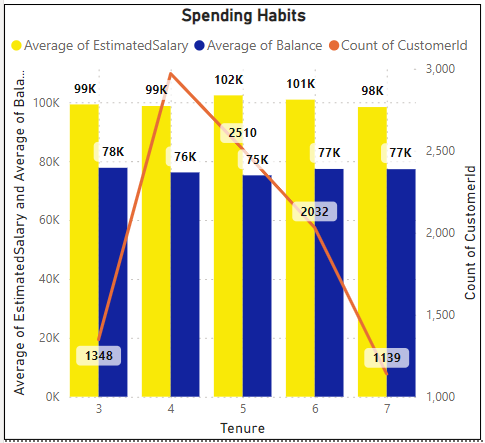 Spending Habits
Average of EstimatedSalary Average of Balance Count of CustomerId
Average of EstimatedSalary and Average of Bala...
100K
80K
60K
40K
20K
0K
99K
99K
102K
101K
98K
78K
76K
75K
77K
77K
1348
2510
2032
1139
3,000
2,500
2,000
1,500
1,000
Count of CustomerId
3 4 5 6 7
Tenure